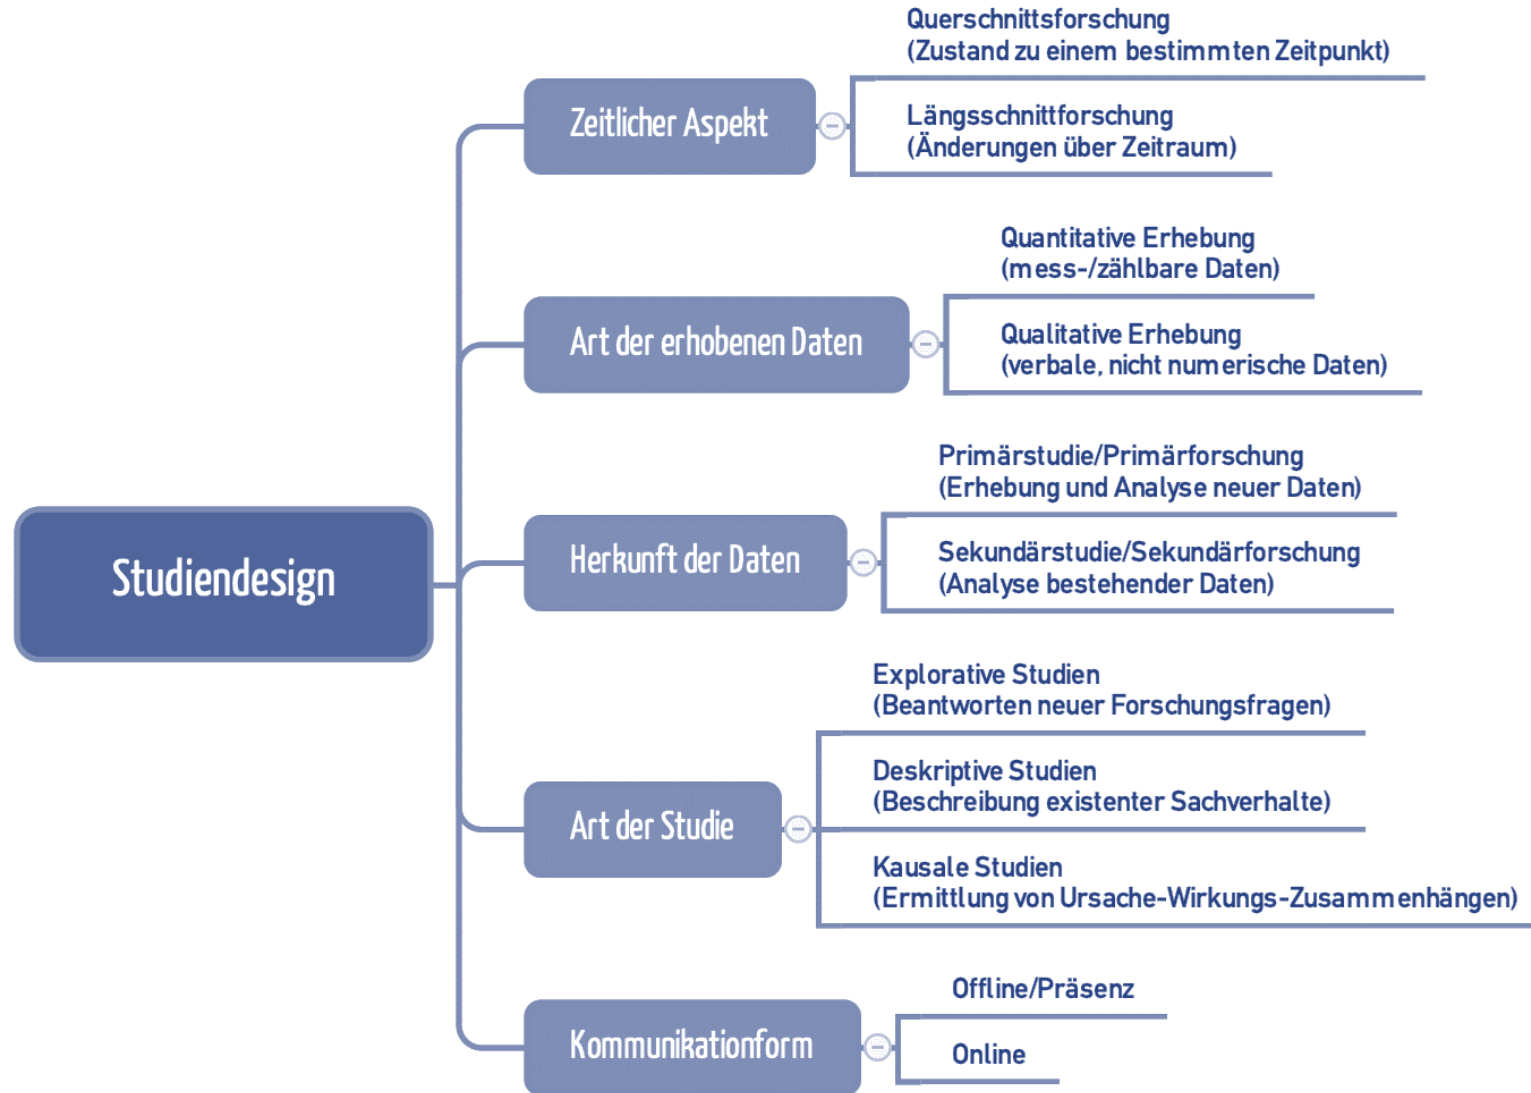 Studiendesign
Zeitlicher Aspekt
Querschnittsforschung
(Zustand zu einem bestimmten Zeitpunkt)
Längsschnittforschung
(Änderungen über Zeitraum)
Art der erhobenen Daten
Quantitative Erhebung
(mess-/zählbare Daten)
Qualitative Erhebung
(verbale, nicht numerische Daten)
Herkunft der Daten
Primärstudie/Primärforschung
(Erhebung und Analyse neuer Daten)
Sekundärstudie/Sekundärforschung
(Analyse bestehender Daten)
Art der Studie
Explorative Studien
(Beantworten neuer Forschungsfragen)
Deskriptive Studien
(Beschreibung existenter Sachverhalte)
Kausale Studien
(Ermittlung von Ursache-Wirkungs-Zusammenhängen)
Kommunikationform
Offline/Präsenz
Online